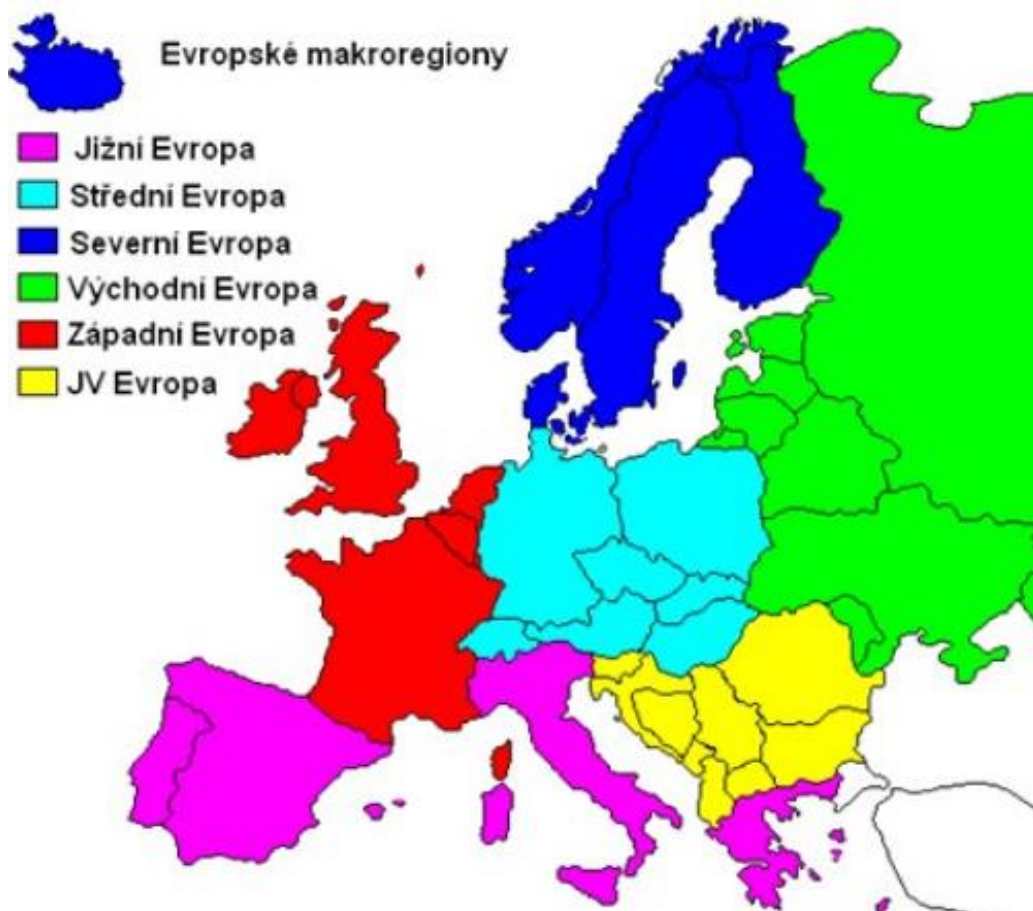 Evropské makroregiony
Jižní Evropa
Střední Evropa
Severní Evropa
Východní Evropa
Západní Evropa
JV Evropa